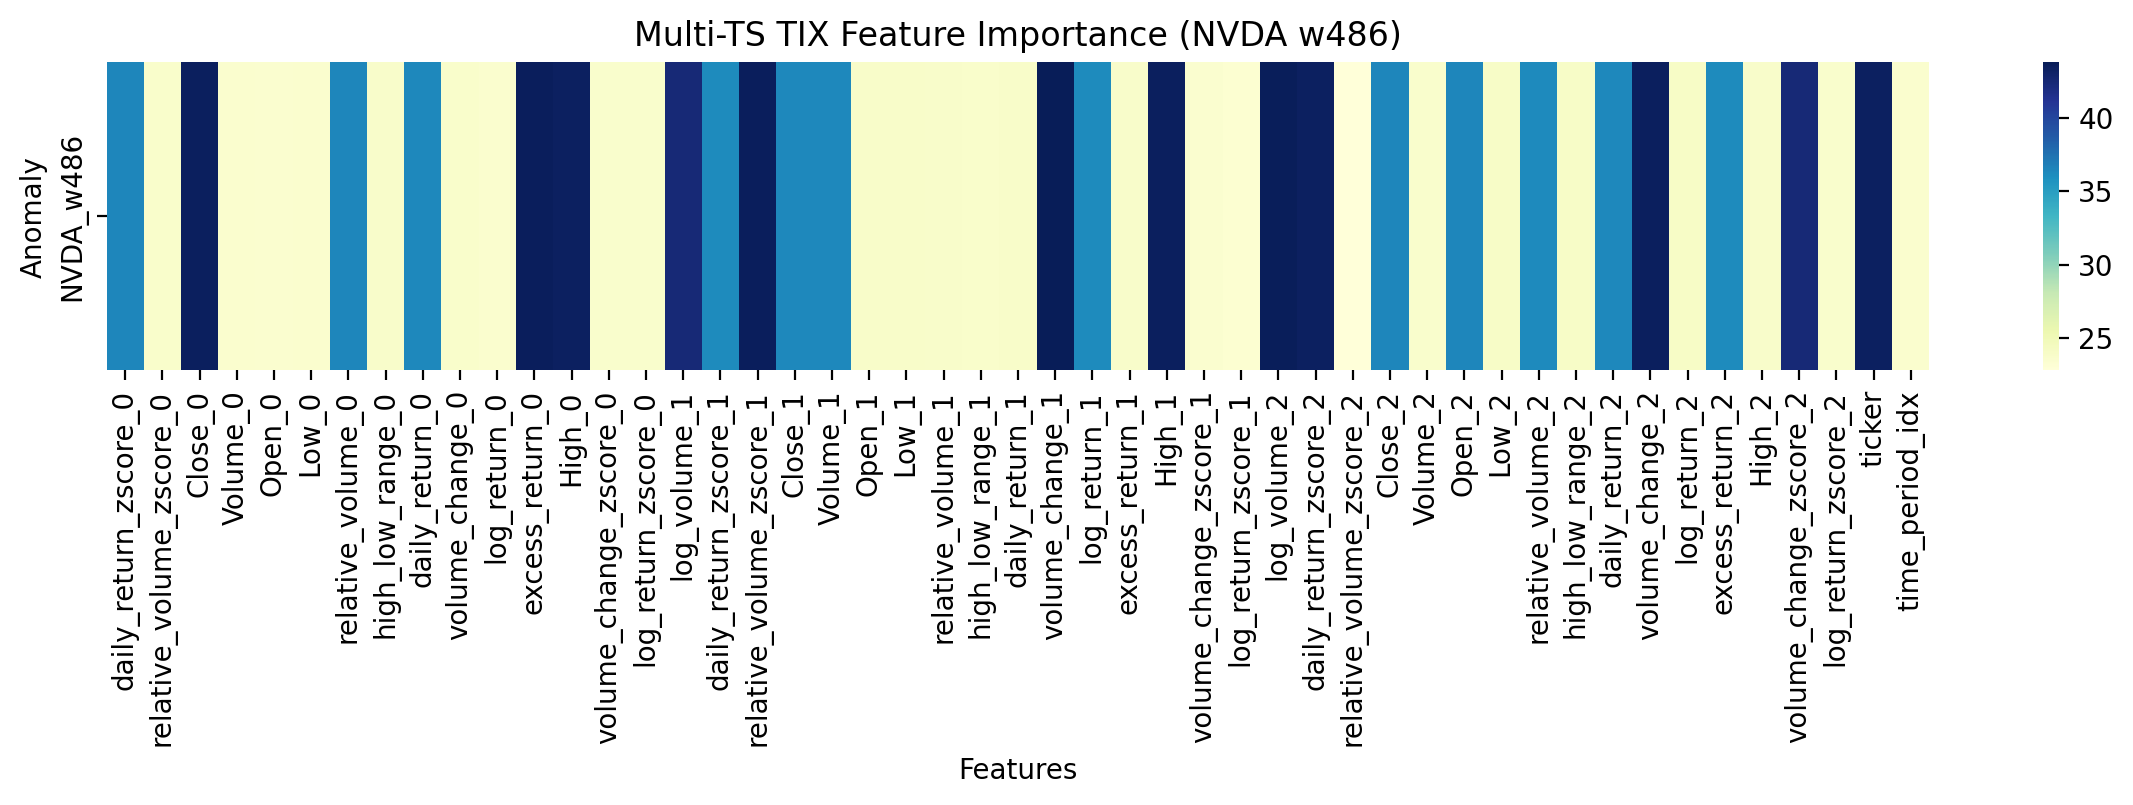 Multi-TS TIX Feature Importance (NVDA w486)
Anomaly
NVDA_w486
daily_return_zscore_0
relative_volume_zscore_0
Close_0
Volume_0
Open_0
Low_0
relative_volume_0
high_low_range_0
daily_return_0
volume_change_0
log_return_0
excess_return_0
High_0
volume_change_zscore_0
log_return_zscore_0
log_volume_1
daily_return_zscore_1
relative_volume_zscore_1
Close_1
Volume_1
Open_1
Low_1
relative_volume_1
high_low_range_1
daily_return_1
volume_change_1
log_return_1
excess_return_1
High_1
volume_change_zscore_1
log_return_zscore_1
log_volume_2
daily_return_zscore_2
relative_volume_zscore_2
Close_2
Volume_2
Open_2
Low_2
relative_volume_2
high_low_range_2
daily_return_2
volume_change_2
log_return_2
excess_return_2
High_2
volume_change_zscore_2
log_return_zscore_2
ticker
time_period_idx
Features
40
35
30
25